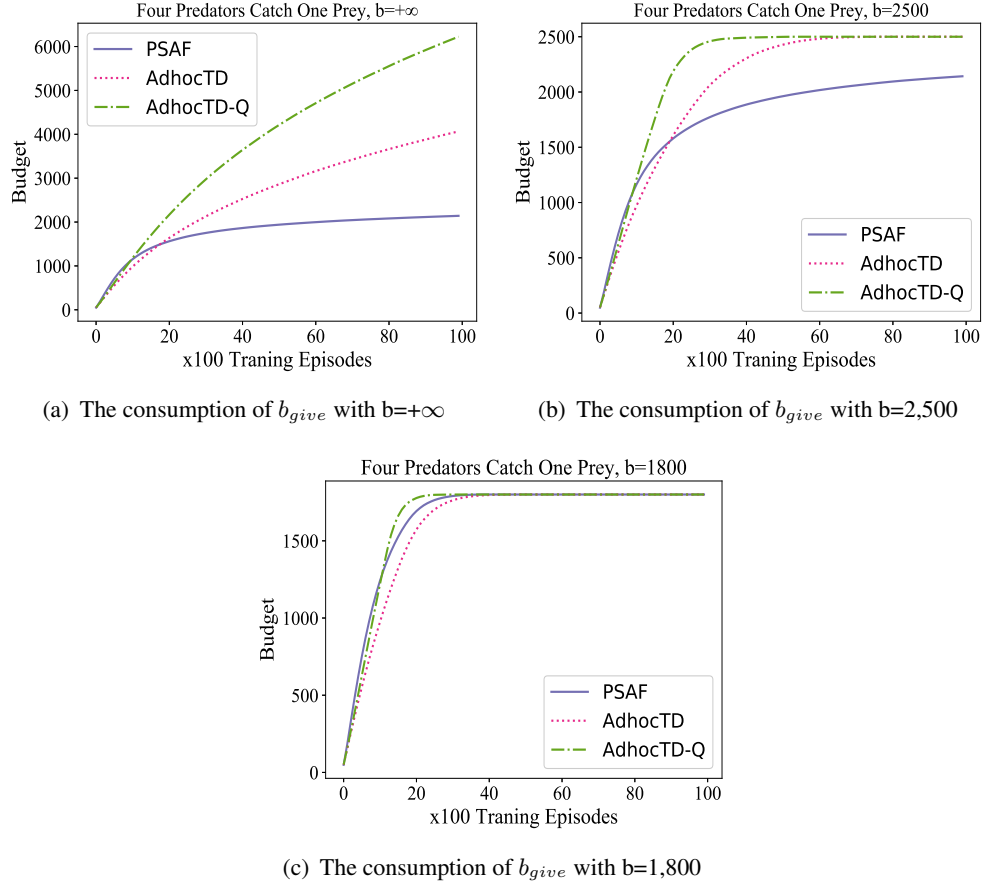 Four Predators Catch One Prey, b=+∞
6000
5000
4000
3000
2000
1000
0
Budget
PSAF
AdhocTD
AdhocTD-Q
0 20 40 60 80 100
x100 Traning Episodes
(a) The consumption of b_give with b=+∞
Four Predators Catch One Prey, b=2500
2500
2000
1500
1000
500
0
Budget
PSAF
AdhocTD
AdhocTD-Q
0 20 40 60 80 100
x100 Traning Episodes
(b) The consumption of b_give with b=2,500
Four Predators Catch One Prey, b=1800
1500
1000
500
0
Budget
PSAF
AdhocTD
AdhocTD-Q
0 20 40 60 80 100
x100 Traning Episodes
(c) The consumption of b_give with b=1,800